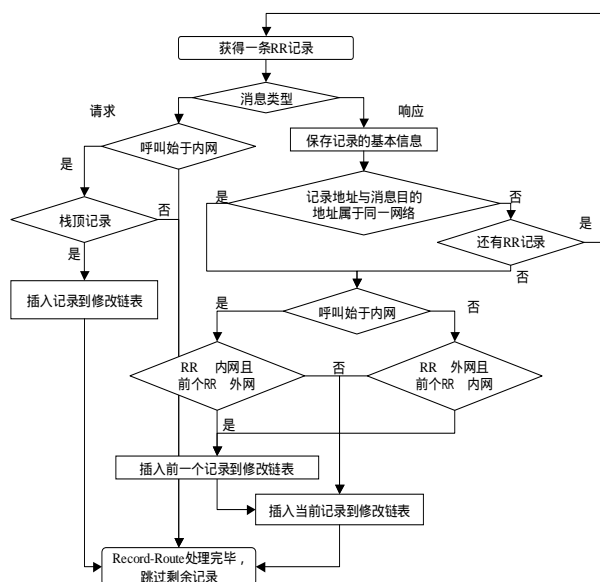 获得一条RR记录
消息类型
请求
响应
呼叫始于内网
保存记录的基本信息
是
记录地址与消息目的
地址属于同一网络
是
否
栈顶记录
否
还有RR记录
是
是
否
插入记录到修改链表
是
呼叫始于内网
否
RR 内网且
前个RR 外网
否
RR 外网且
前个RR 内网
是
插入前一个记录到修改链表
插入当前记录到修改链表
Record-Route处理完毕，
跳过剩余记录